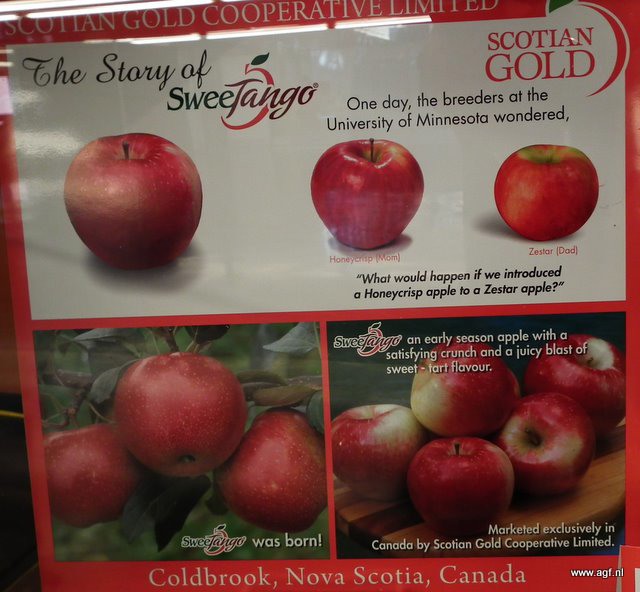 SCOTIAN GOLD COOPERATIVE LIMITED
The Story of
SweeTango®
SCOTIAN
GOLD
One day, the breeders at the
University of Minnesota wondered,
Honeycrisp (Mom)
Zestar (Dad)
“What would happen if we introduced
a Honeycrisp apple to a Zestar apple?”
SweeTango was born!
SweeTango an early season apple with a
satisfying crunch and a juicy blast of
sweet - tart flavour.
Marketed exclusively in
Canada by Scotian Gold Cooperative Limited.
Coldbrook, Nova Scotia, Canada
www.agf.nl